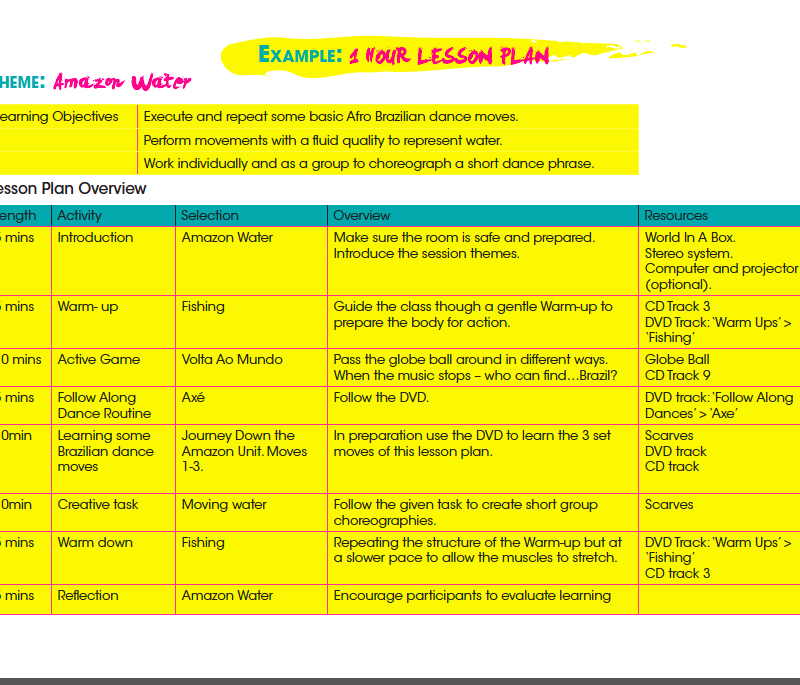 EXAMPLE: 1 HOUR LESSON PLAN
HEME: Amazon Water
earning Objectives Execute and repeat some basic Afro Brazilian dance moves.
Perform movements with a fluid quality to represent water.
Work individually and as a group to choreograph a short dance phrase.
esson Plan Overview
ength Activity Selection Overview Resources
5 mins Introduction Amazon Water Make sure the room is safe and prepared. World In A Box.
Introduce the session themes. Stereo system.
Computer and projector
(optional).
5 mins Warm- up Fishing Guide the class though a gentle Warm-up to CD Track 3
prepare the body for action. DVD Track: ‘Warm Ups’ >
‘Fishing’
0 mins Active Game Volta Ao Mundo Pass the globe ball around in different ways. Globe Ball
When the music stops – who can find…Brazil? CD Track 9
5 mins Follow Along Axé Follow the DVD. DVD track: ‘Follow Along
Dance Routine Dances’ > ‘Axe’
0min Learning some Journey Down the In preparation use the DVD to learn the 3 set Scarves
Brazilian dance Amazon Unit. Moves moves of this lesson plan. DVD track
moves 1-3. CD track
0min Creative task Moving water Follow the given task to create short group Scarves
choreographies.
5 mins Warm down Fishing Repeating the structure of the Warm-up but at DVD Track: ‘Warm Ups’ >
a slower pace to allow the muscles to stretch. ‘Fishing’
CD track 3
5 mins Reflection Amazon Water Encourage participants to evaluate learning